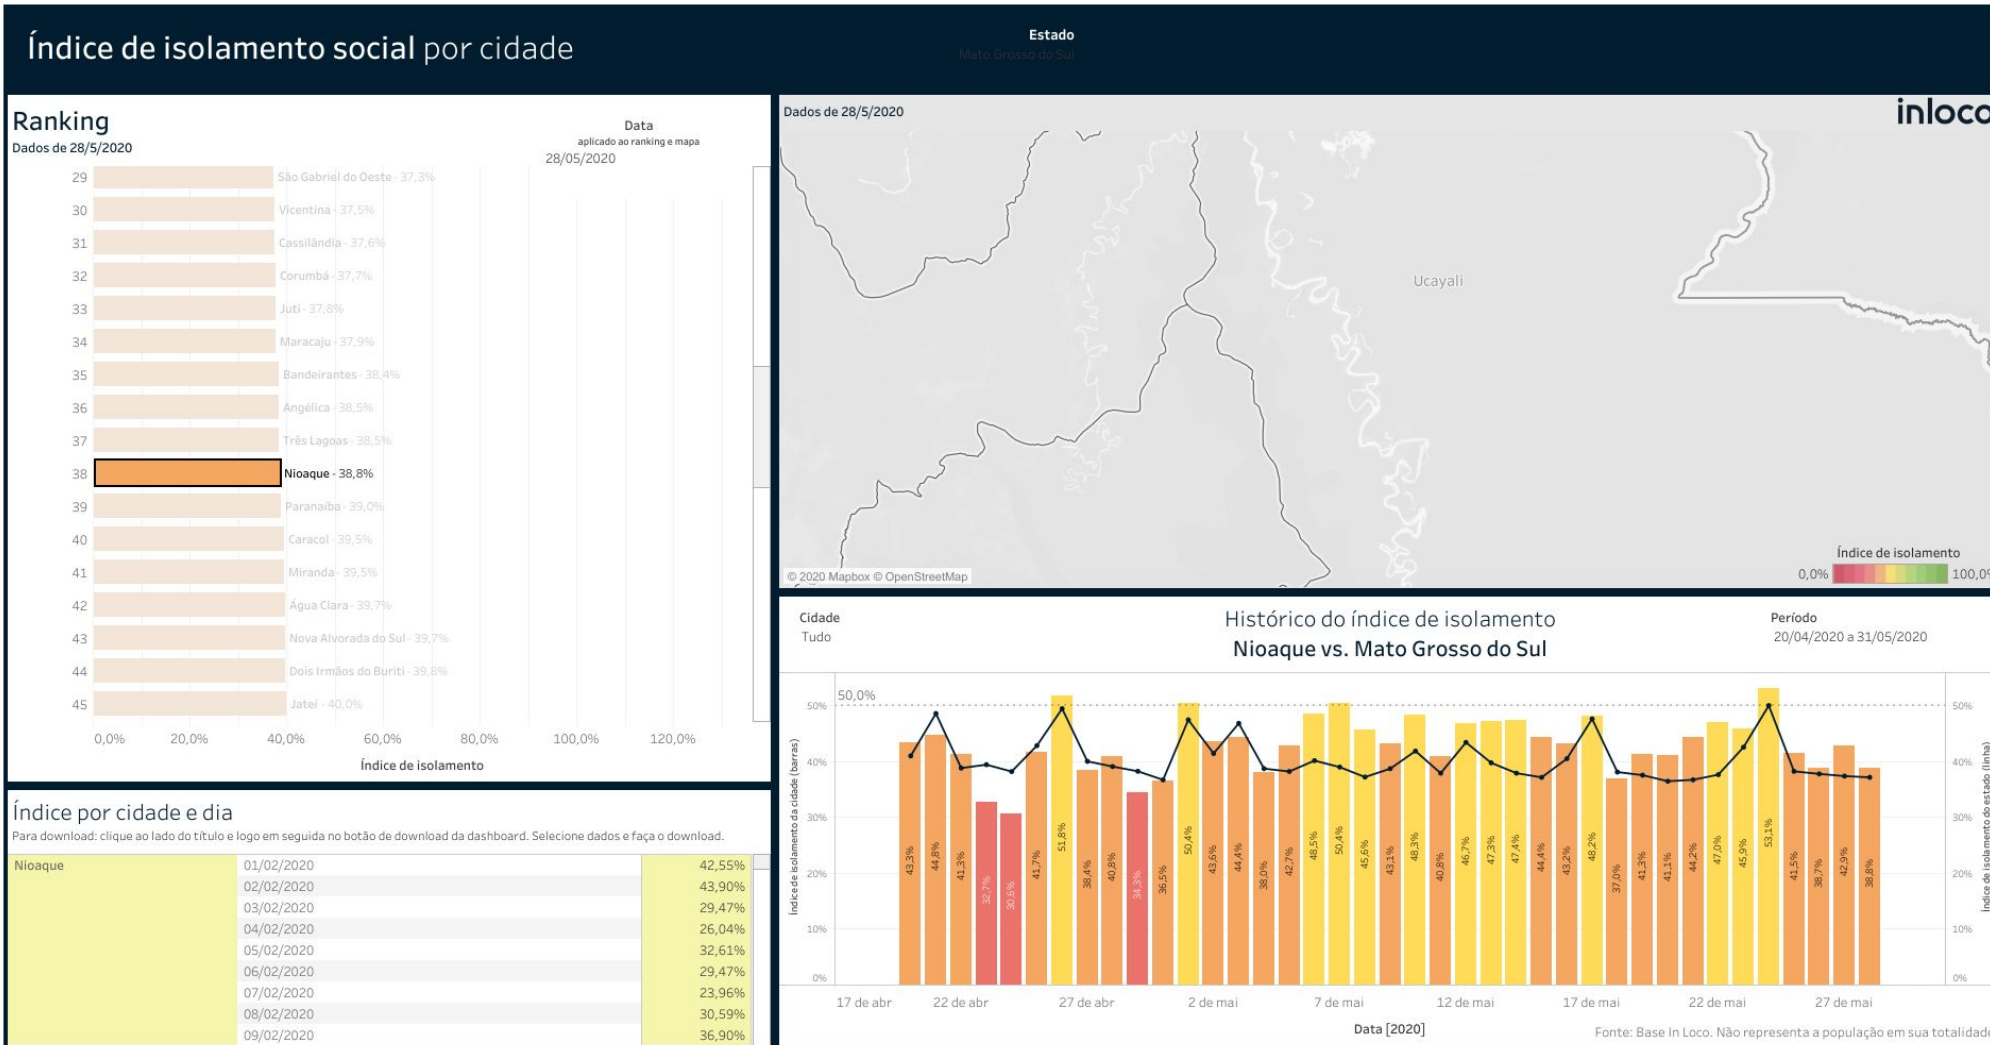 Índice de isolamento social por cidade
Estado
Mato Grosso do Sul
Ranking
Dados de 28/5/2020
Data
aplicado ao ranking e mapa
28/05/2020
29 São Gabriel do Oeste - 37,3%
30 Vicentina - 37,5%
31 Cassilândia - 37,6%
32 Corumbá - 37,7%
33 Juti - 37,8%
34 Maracaju - 37,9%
35 Bandeirantes - 38,4%
36 Angélica - 38,5%
37 Três Lagoas - 38,5%
38 Nioaque - 38,8%
39 Paranaíba - 39,0%
40 Caracol - 39,5%
41 Miranda - 39,5%
42 Água Clara - 39,7%
43 Nova Alvorada do Sul - 39,7%
44 Dois Irmãos do Buriti - 39,8%
45 Jateí - 40,0%
0,0% 20,0% 40,0% 60,0% 80,0% 100,0% 120,0%
Índice de isolamento
Índice por cidade e dia
Para download: clique ao lado do título e logo em seguida no botão de download da dashboard. Selecione dados e faça o download.
Nioaque 01/02/2020 42,55%
02/02/2020 43,90%
03/02/2020 29,47%
04/02/2020 26,04%
05/02/2020 32,61%
06/02/2020 29,47%
07/02/2020 23,96%
08/02/2020 30,59%
09/02/2020 36,90%
Dados de 28/5/2020
inloco
Ucayali
© 2020 Mapbox © OpenStreetMap
Índice de isolamento
0,0% 100,0%
Cidade
Tudo
Histórico do índice de isolamento
Nioaque vs. Mato Grosso do Sul
Período
20/04/2020 a 31/05/2020
50,0%
Índice de isolamento da cidade (barras)
50%
40%
30%
20%
10%
0%
43,3% 44,8% 41,3% 32,7% 30,6% 41,7% 51,8% 38,4% 40,8% 34,3% 36,5% 50,4% 43,6% 44,4% 38,0% 42,7% 48,5% 50,4% 45,6% 43,1% 48,3% 40,8% 46,7% 47,3% 47,4% 44,4% 43,2% 48,2% 37,0% 41,3% 41,1% 44,2% 47,0% 45,9% 53,1% 41,5% 38,7% 42,9% 38,8%
50%
40%
30%
20%
10%
0%
Índice de isolamento do estado (linha)
17 de abr 22 de abr 27 de abr 2 de mai 7 de mai 12 de mai 17 de mai 22 de mai 27 de mai
Data [2020]
Fonte: Base In Loco. Não representa a população em sua totalidade